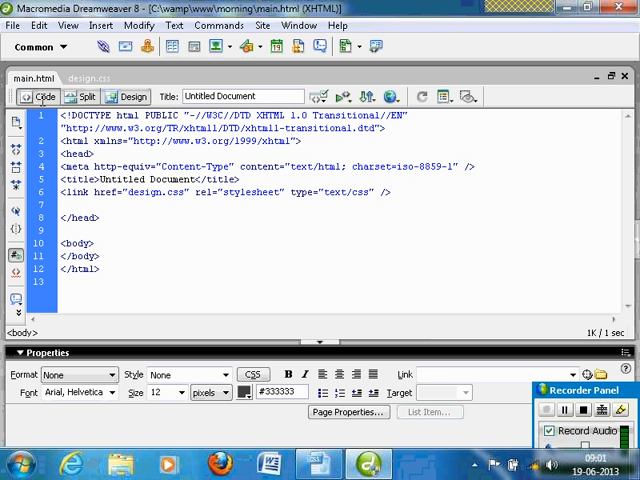 Macromedia Dreamweaver 8 - [C:\wamp\www\morning\main.html (XHTML)]
File Edit View Insert Modify Text Commands Site Window Help
Common
main.html design.css
Code Split Design Title: Untitled Document
1 <!DOCTYPE html PUBLIC "-//W3C//DTD XHTML 1.0 Transitional//EN"
"http://www.w3.org/TR/xhtml1/DTD/xhtml1-transitional.dtd">
2 <html xmlns="http://www.w3.org/1999/xhtml">
3 <head>
4 <meta http-equiv="Content-Type" content="text/html; charset=iso-8859-1" />
5 <title>Untitled Document</title>
6 <link href="design.css" rel="stylesheet" type="text/css" />
7
8 </head>
9
10 <body>
11 </body>
12 </html>
13
<body> 1K / 1 sec
Properties
Format None Style None CSS B I Link
Font Arial, Helvetica Size 12 pixels #333333 Target
Page Properties... List Item...
Recorder Panel
Record Audio
09:01
19-06-2013